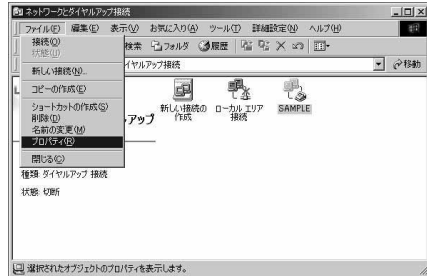 ネットワークとダイヤルアップ接続
ファイル(F) 編集(E) 表示(V) お気に入り(A) ツール(T) 詳細設定(N) ヘルプ(H)
接続(O)
状態(U)
検索 フォルダ 履歴
新しい接続(N)...
イヤルアップ接続 移動
コピーの作成(E)
ショートカットの作成(S)
削除(D)
名前の変更(M)
プロパティ(R)
閉じる(C)
アップ
新しい接続の
作成
ローカル エリア
接続
SAMPLE
種類: ダイヤルアップ 接続
状態: 切断
選択されたオブジェクトのプロパティを表示します。